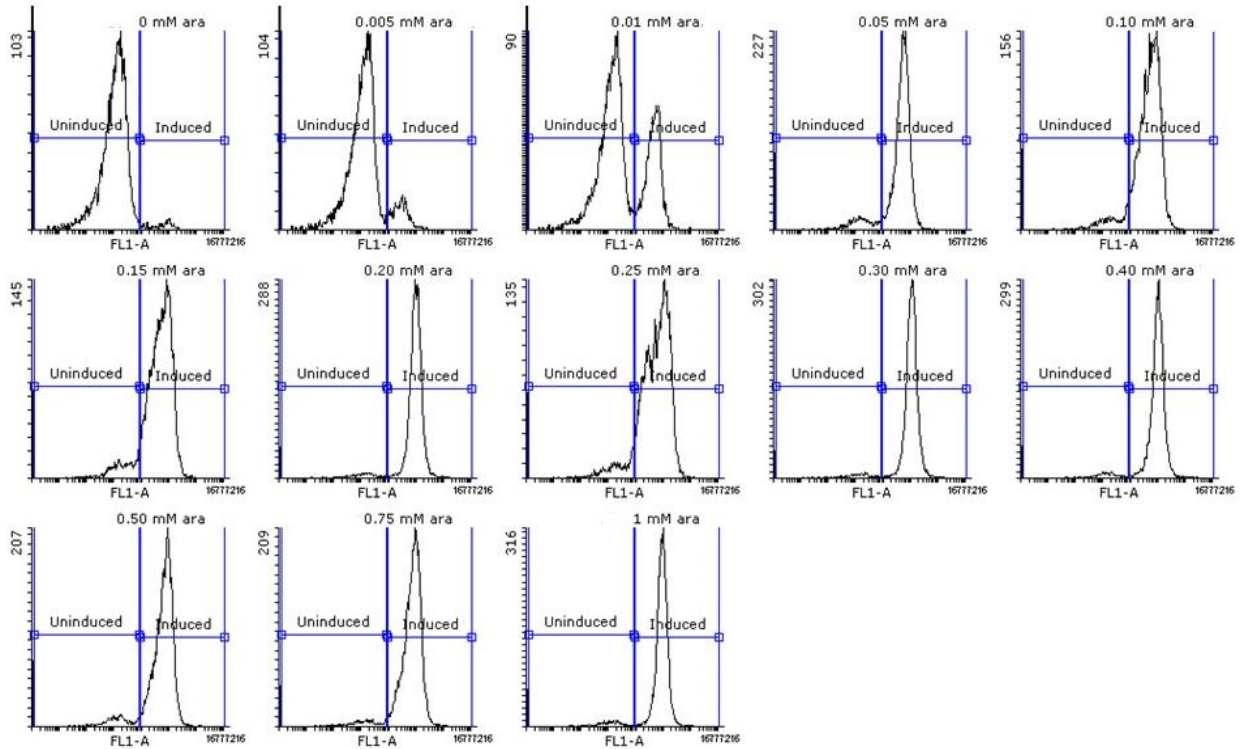 0 mM ara
103
Uninduced
Induced
FL1-A
16777216
0.005 mM ara
104
Uninduced
Induced
FL1-A
16777216
0.01 mM ara
90
Uninduced
Induced
FL1-A
16777216
0.05 mM ara
227
Uninduced
Induced
FL1-A
16777216
0.10 mM ara
156
Uninduced
Induced
FL1-A
16777216
0.15 mM ara
145
Uninduced
Induced
FL1-A
16777216
0.20 mM ara
288
Uninduced
Induced
FL1-A
16777216
0.25 mM ara
135
Uninduced
Induced
FL1-A
16777216
0.30 mM ara
302
Uninduced
Induced
FL1-A
16777216
0.40 mM ara
299
Uninduced
Induced
FL1-A
16777216
0.50 mM ara
207
Uninduced
Induced
FL1-A
16777216
0.75 mM ara
209
Uninduced
Induced
FL1-A
16777216
1 mM ara
316
Uninduced
Induced
FL1-A
16777216